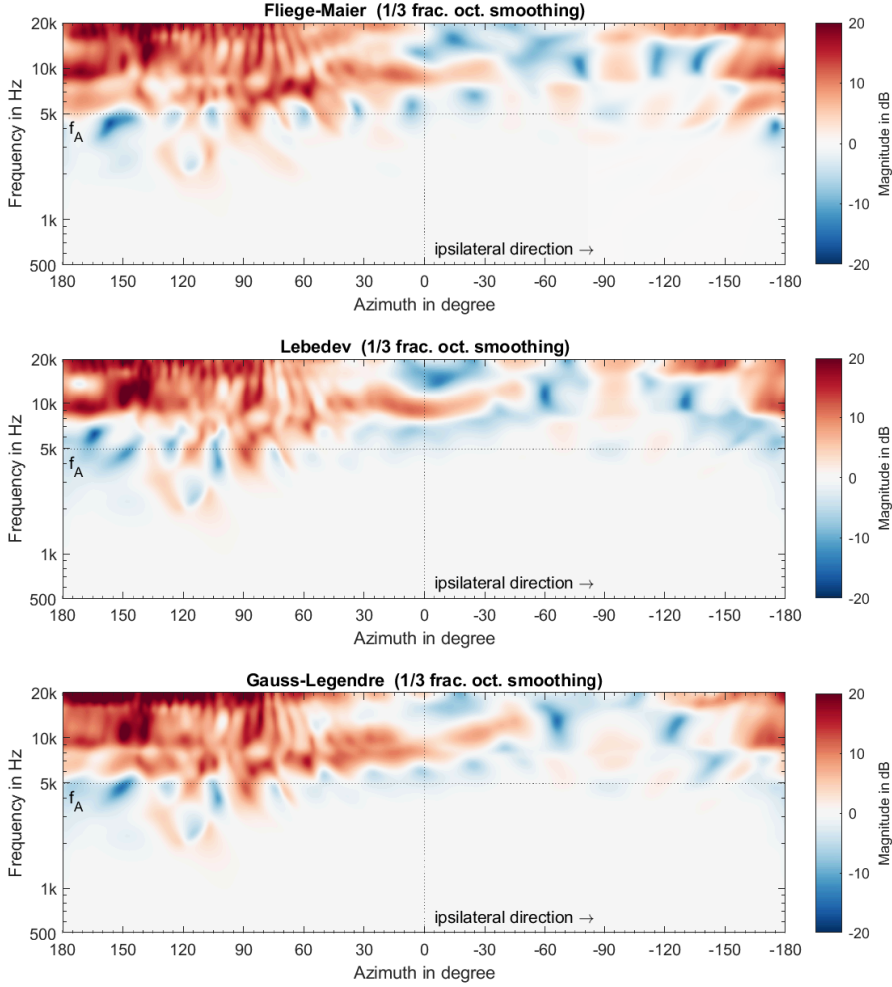 Fliege-Maier (1/3 frac. oct. smoothing)
20k
10k
5k
1k
500
Frequency in Hz
f_A
ipsilateral direction →
180 150 120 90 60 30 0 -30 -60 -90 -120 -150 -180
Azimuth in degree
20
10
0
-10
-20
Magnitude in dB
Lebedev (1/3 frac. oct. smoothing)
20k
10k
5k
1k
500
Frequency in Hz
f_A
ipsilateral direction →
180 150 120 90 60 30 0 -30 -60 -90 -120 -150 -180
Azimuth in degree
20
10
0
-10
-20
Magnitude in dB
Gauss-Legendre (1/3 frac. oct. smoothing)
20k
10k
5k
1k
500
Frequency in Hz
f_A
ipsilateral direction →
180 150 120 90 60 30 0 -30 -60 -90 -120 -150 -180
Azimuth in degree
20
10
0
-10
-20
Magnitude in dB